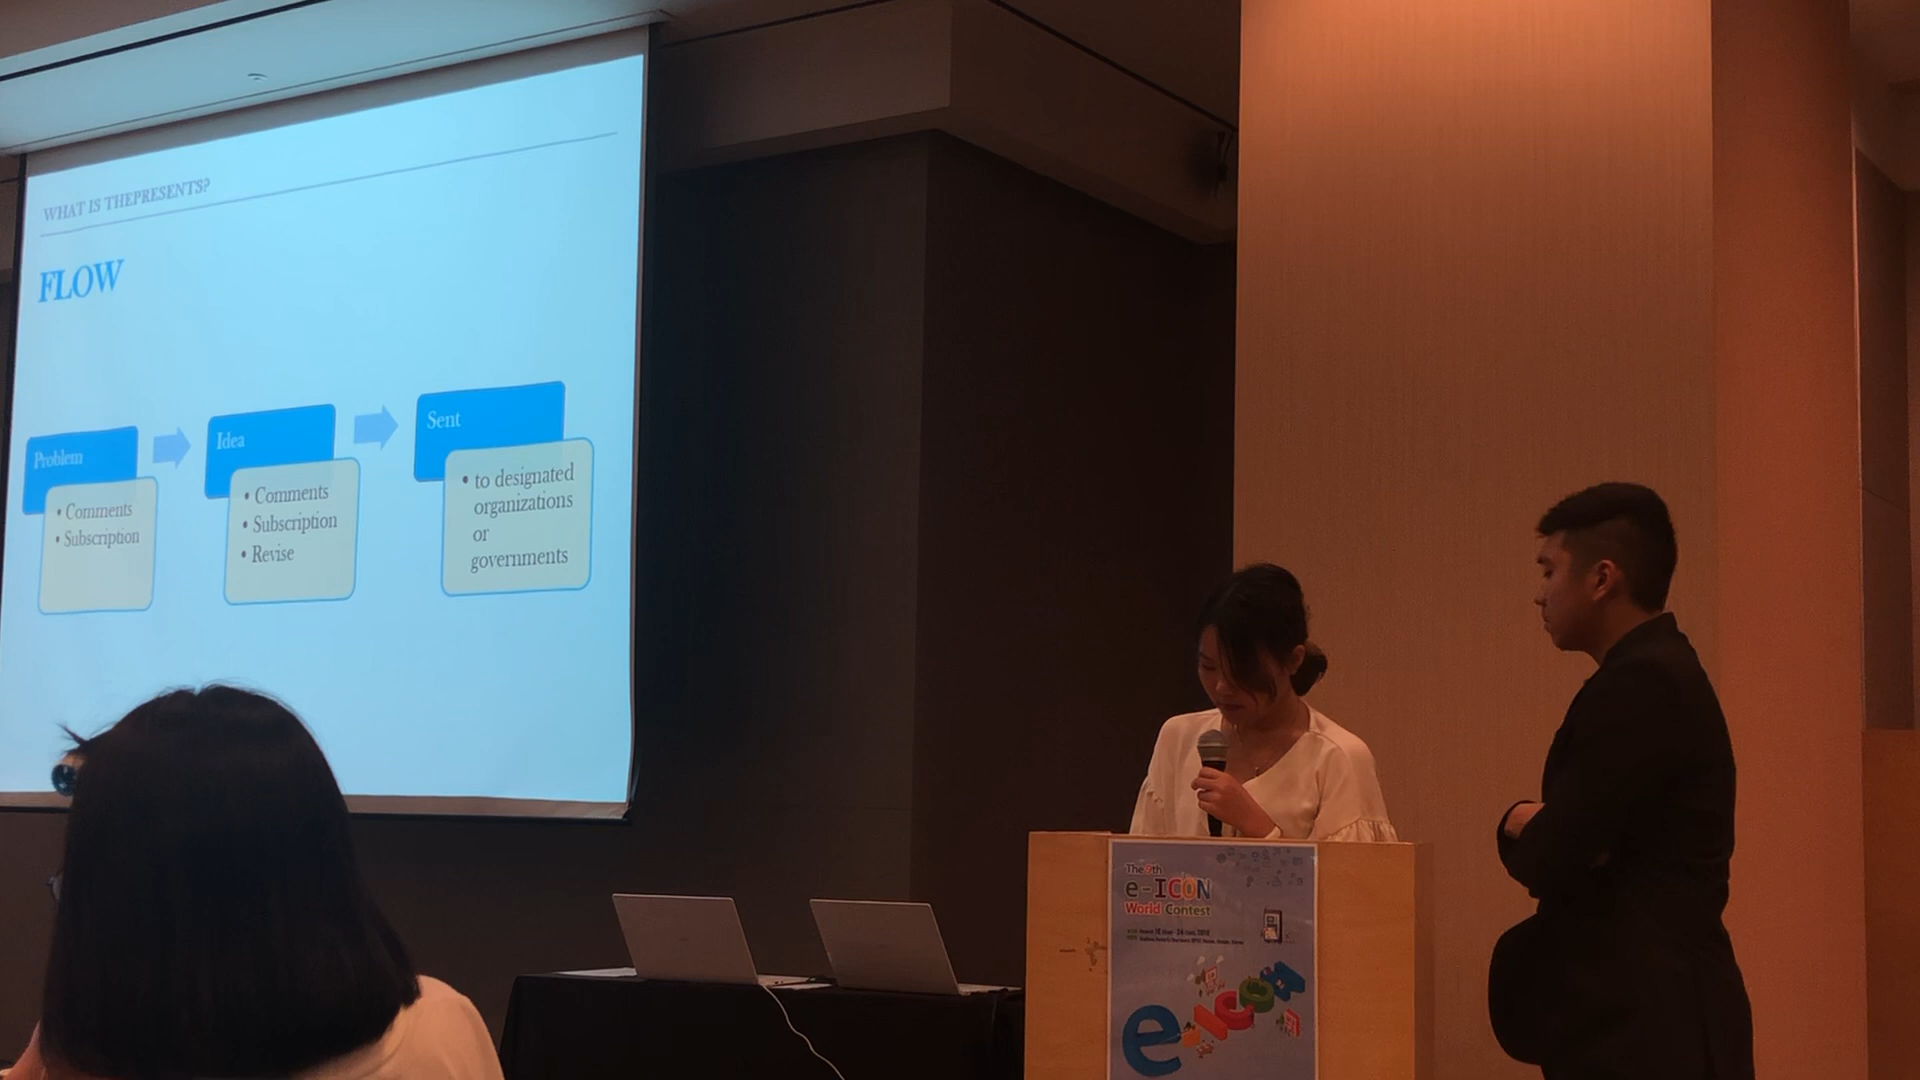 WHAT IS THEPRESENTS?
FLOW
Problem
• Comments
• Subscription
Idea
• Comments
• Subscription
• Revise
Sent
• to designated
organizations
or
governments
The 8th
e-ICON
World Contest
e-icon